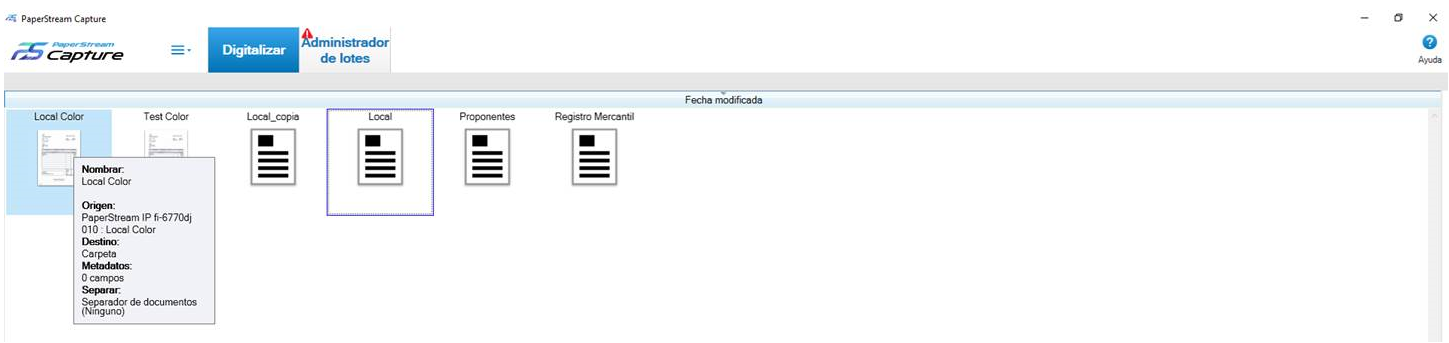 PaperStream Capture
PaperStream
Capture
Digitalizar
Administrador
de lotes
Ayuda
Fecha modificada
Local Color
Test Color
Local_copia
Local
Proponentes
Registro Mercantil
Nombrar:
Local Color
Origen:
PaperStream IP fi-6770dj
010 : Local Color
Destino:
Carpeta
Metadatos:
0 campos
Separar:
Separador de documentos
(Ninguno)